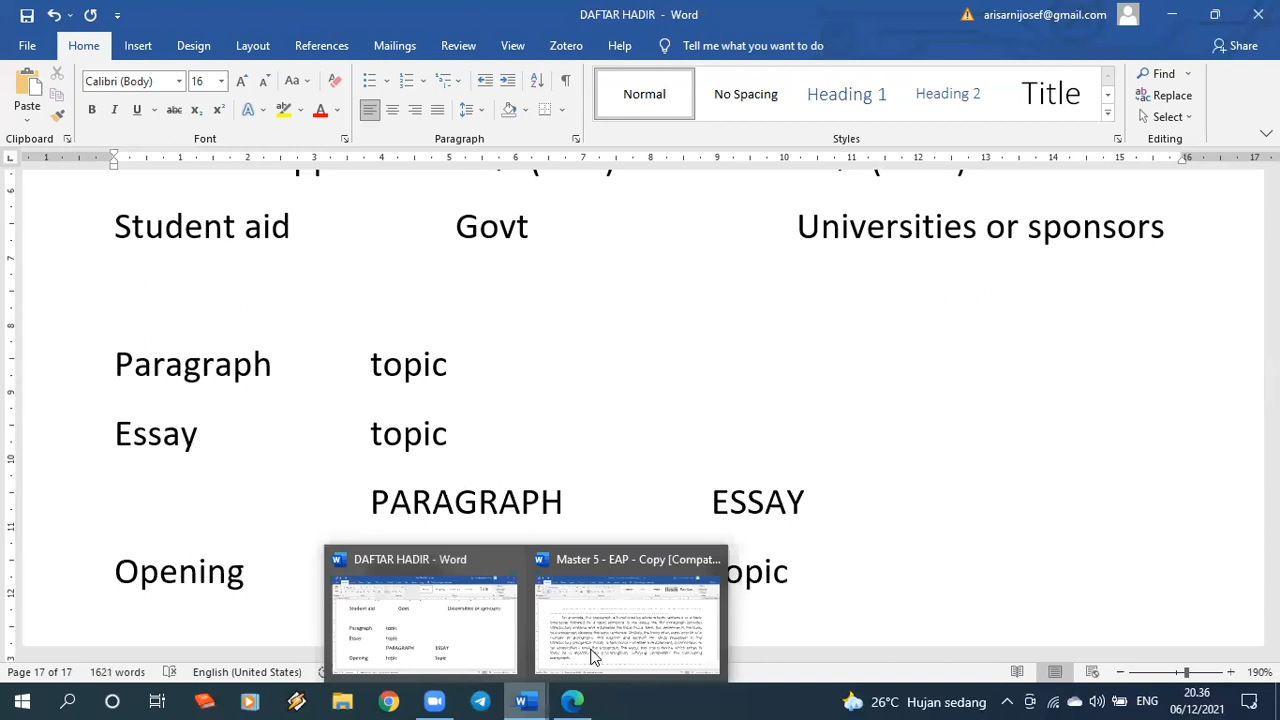 DAFTAR HADIR - Word
arisarnijosef@gmail.com
File Home Insert Design Layout References Mailings Review View Zotero Help Tell me what you want to do Share
Calibri (Body) 16
Paste
Normal No Spacing Heading 1 Heading 2 Title
Find
Replace
Select
Clipboard Font Paragraph Styles Editing
Student aid Govt Universities or sponsors
Paragraph topic
Essay topic
PARAGRAPH ESSAY
Opening opic
DAFTAR HADIR - Word Master 5 - EAP - Copy [Compat...
Page 17 of 17 1621 words English (United States) 190%
26°C Hujan sedang ENG 20.36
06/12/2021